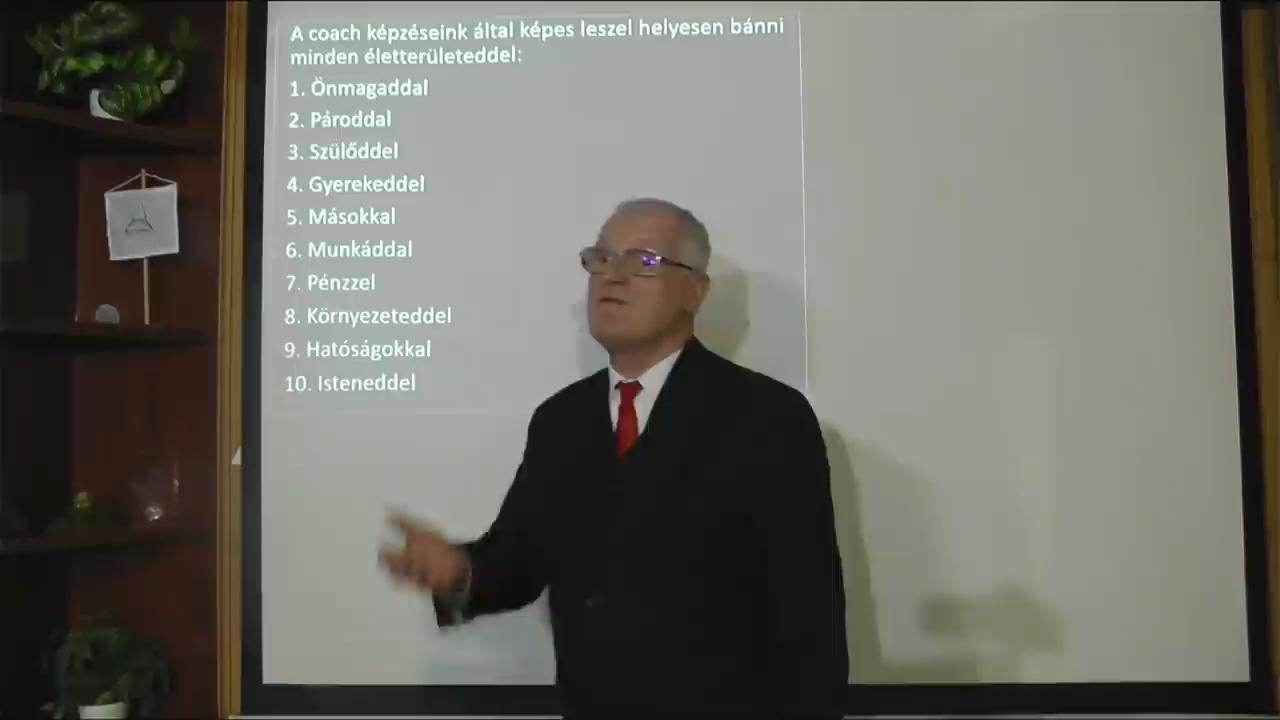 A coach képzéseink által képes leszel helyesen bánni
minden életterületeddel:
1. Önmagaddal
2. Pároddal
3. Szülőddel
4. Gyerekeddel
5. Másokkal
6. Munkáddal
7. Pénzzel
8. Környezeteddel
9. Hatóságokkal
10. Isteneddel